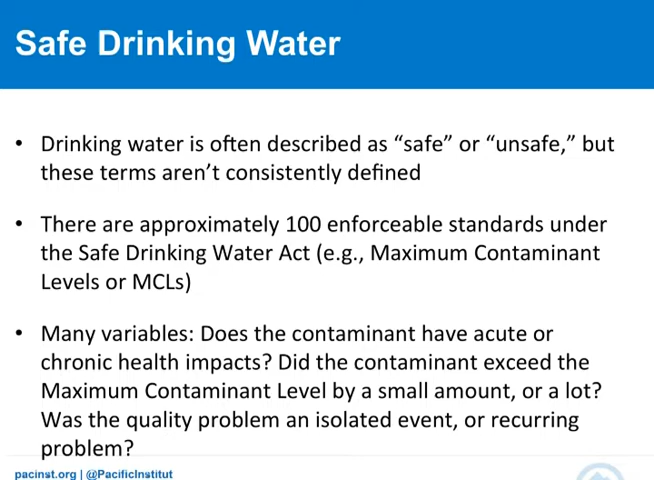 Safe Drinking Water
• Drinking water is often described as “safe” or “unsafe,” but
these terms aren’t consistently defined
• There are approximately 100 enforceable standards under
the Safe Drinking Water Act (e.g., Maximum Contaminant
Levels or MCLs)
• Many variables: Does the contaminant have acute or
chronic health impacts? Did the contaminant exceed the
Maximum Contaminant Level by a small amount, or a lot?
Was the quality problem an isolated event, or recurring
problem?
pacinst.org | @PacificInstitut